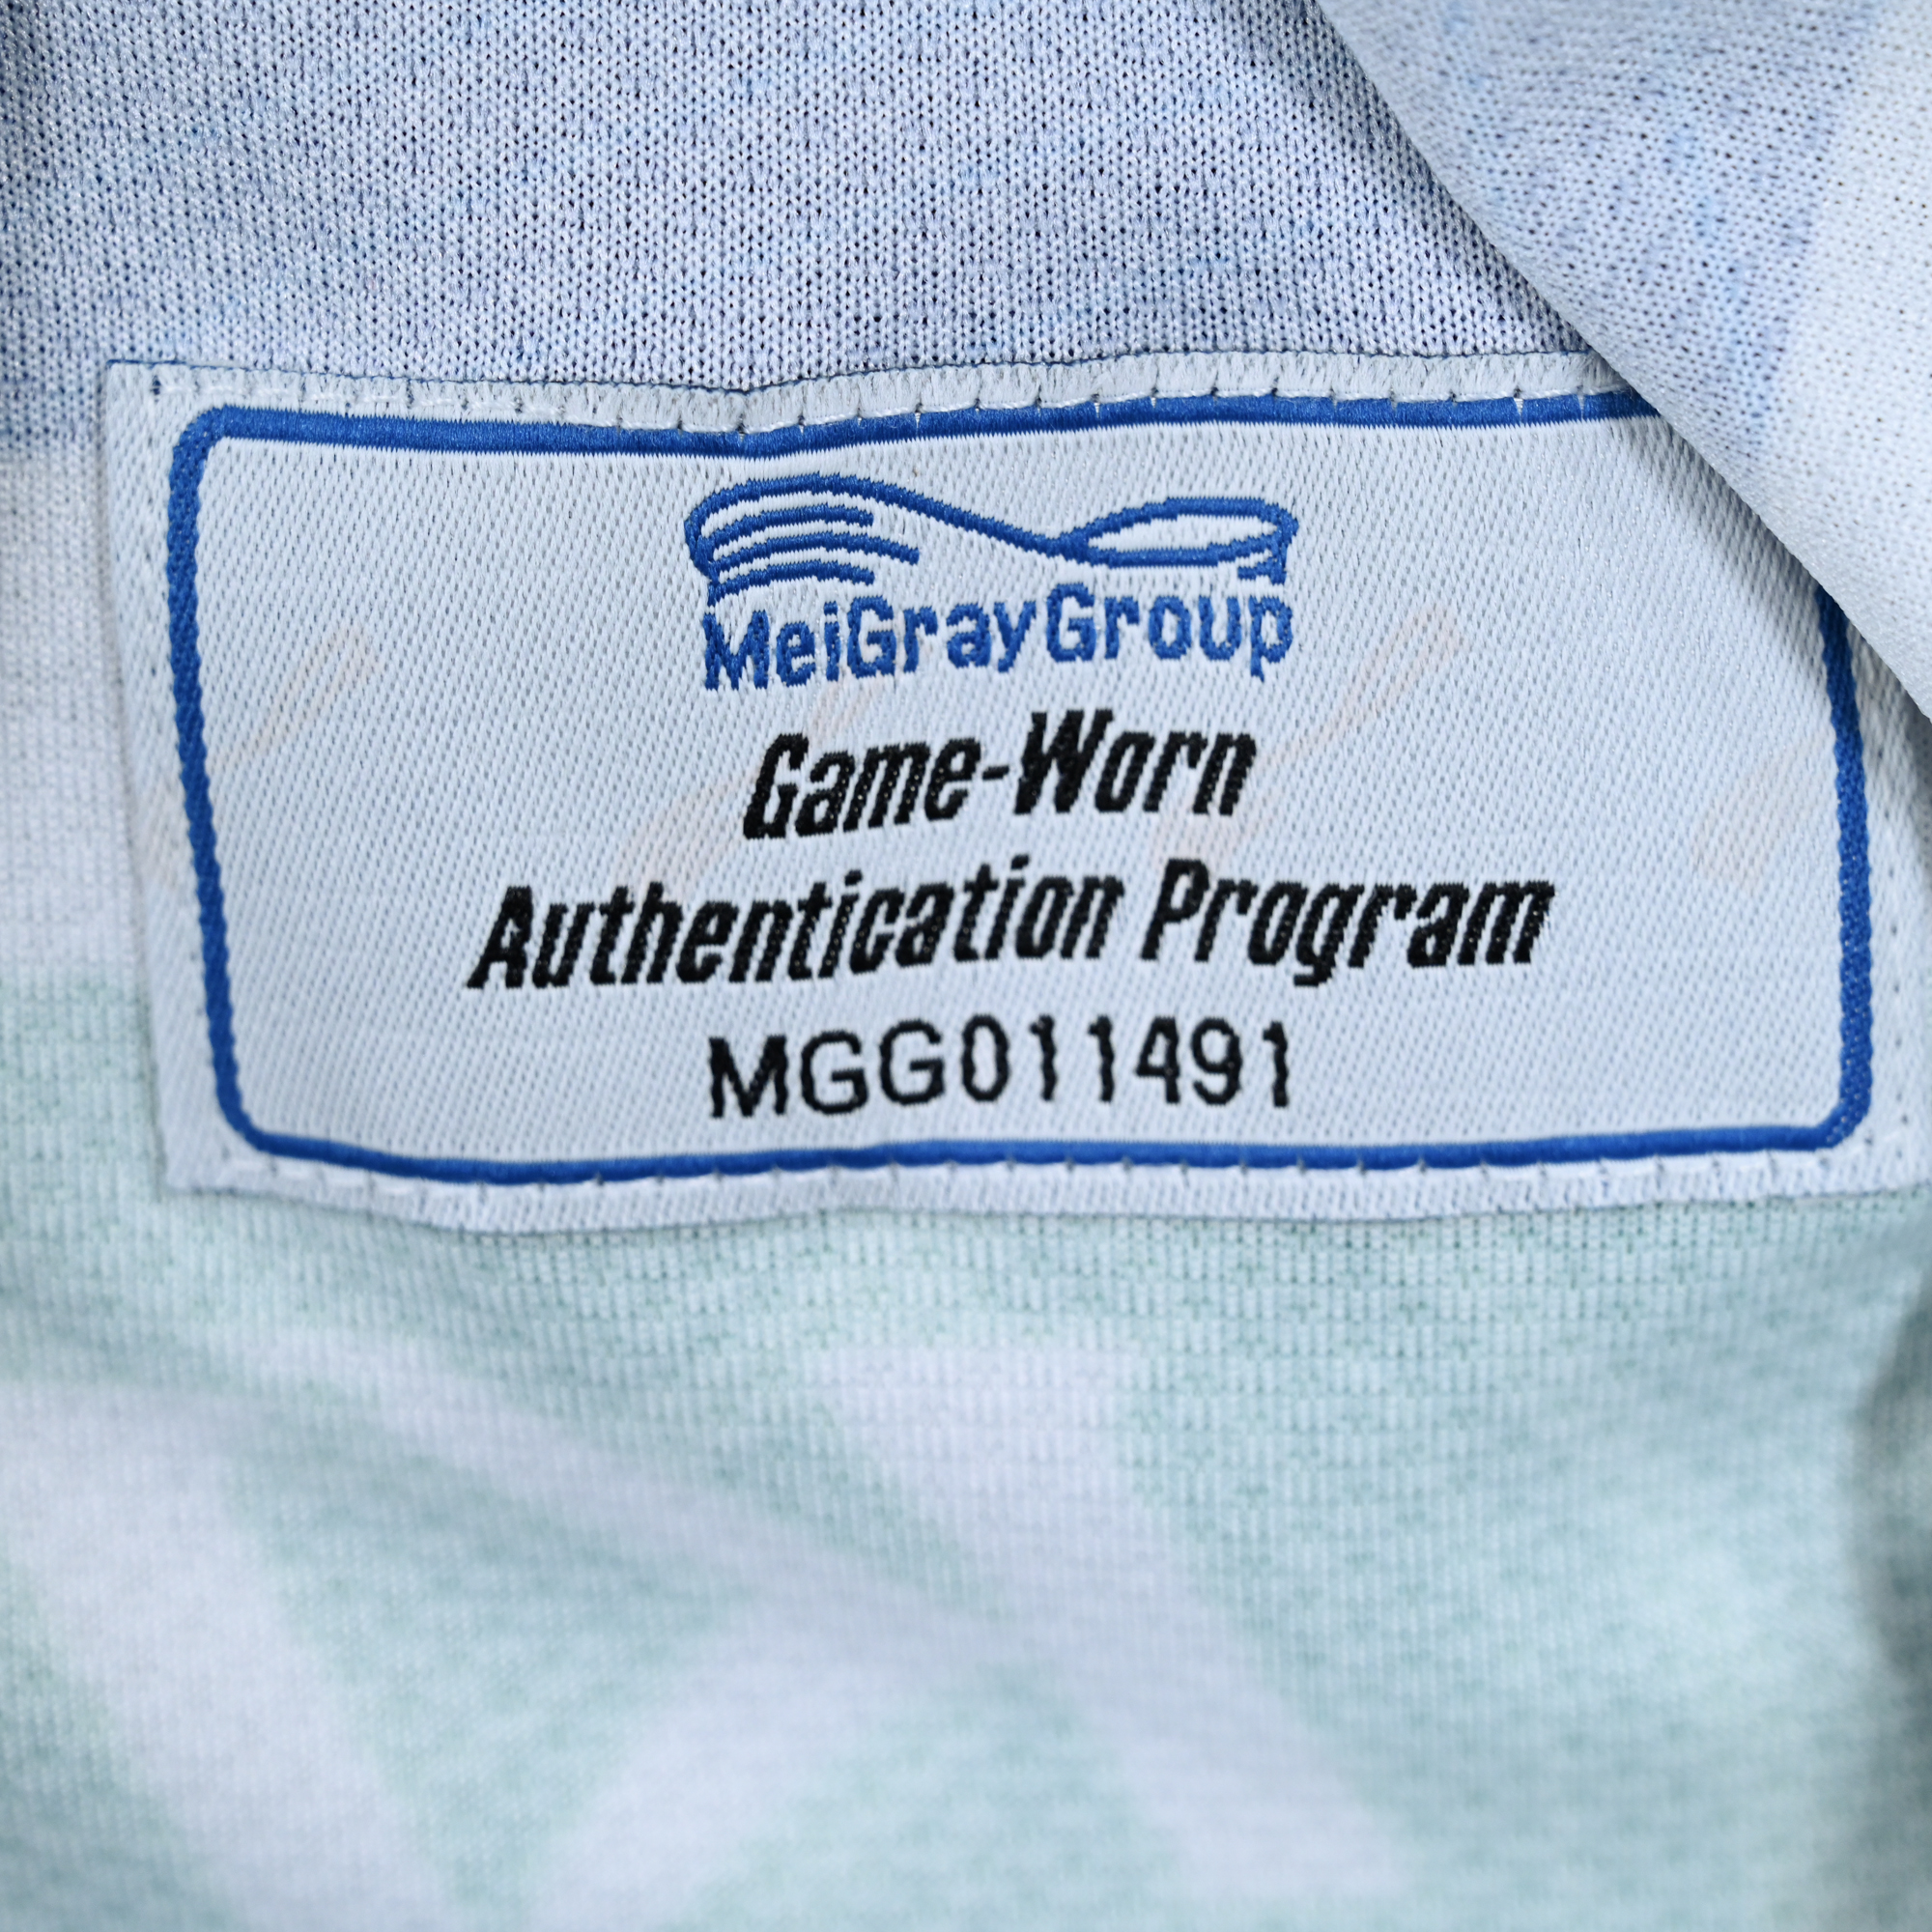 MeiGrayGroup
Game-Worn
Authentication Program
MGG011491